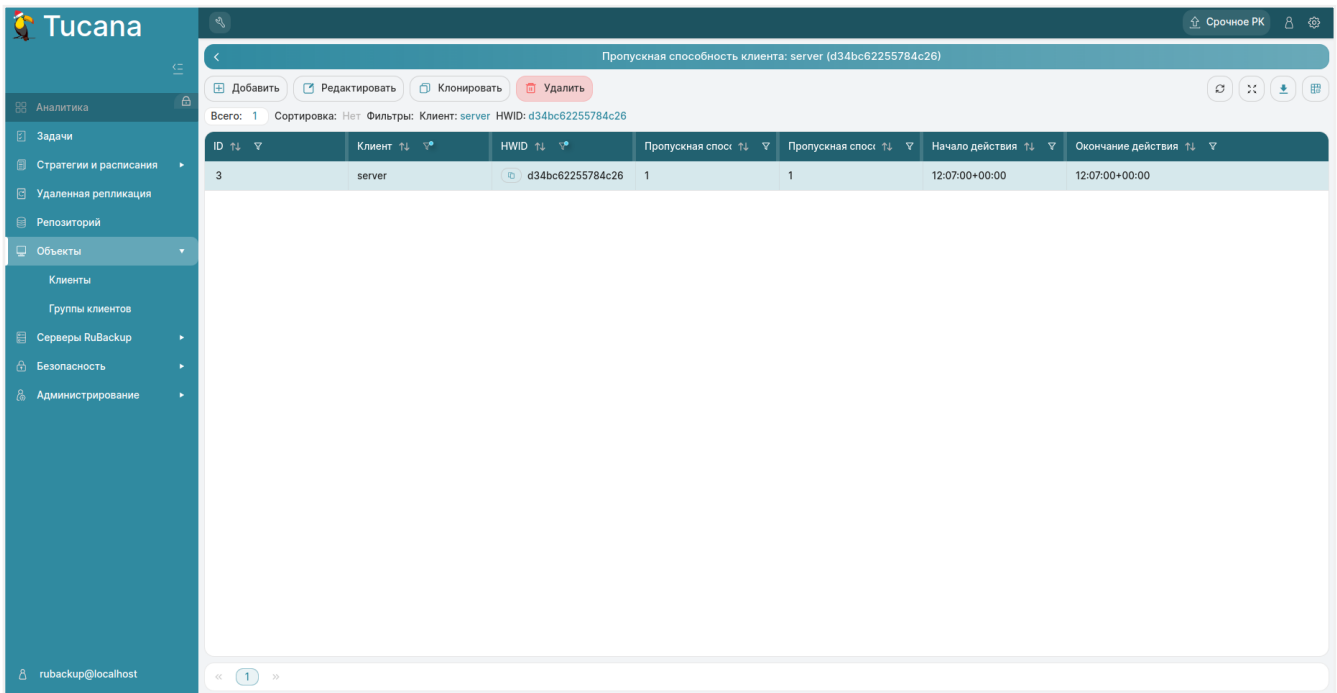 Tucana
Срочное РК
Пропускная способность клиента: server (d34bc62255784c26)
Добавить Редактировать Клонировать Удалить
Всего: 1 Сортировка: Нет Фильтры: Клиент: server HWID: d34bc62255784c26
ID Клиент HWID Пропускная спосо Пропускная спосо Начало действия Окончание действия
3 server d34bc62255784c26 1 1 12:07:00+00:00 12:07:00+00:00
Аналитика
Задачи
Стратегии и расписания
Удаленная репликация
Репозиторий
Объекты
Клиенты
Группы клиентов
Серверы RuBackup
Безопасность
Администрирование
rubackup@localhost
« 1 »